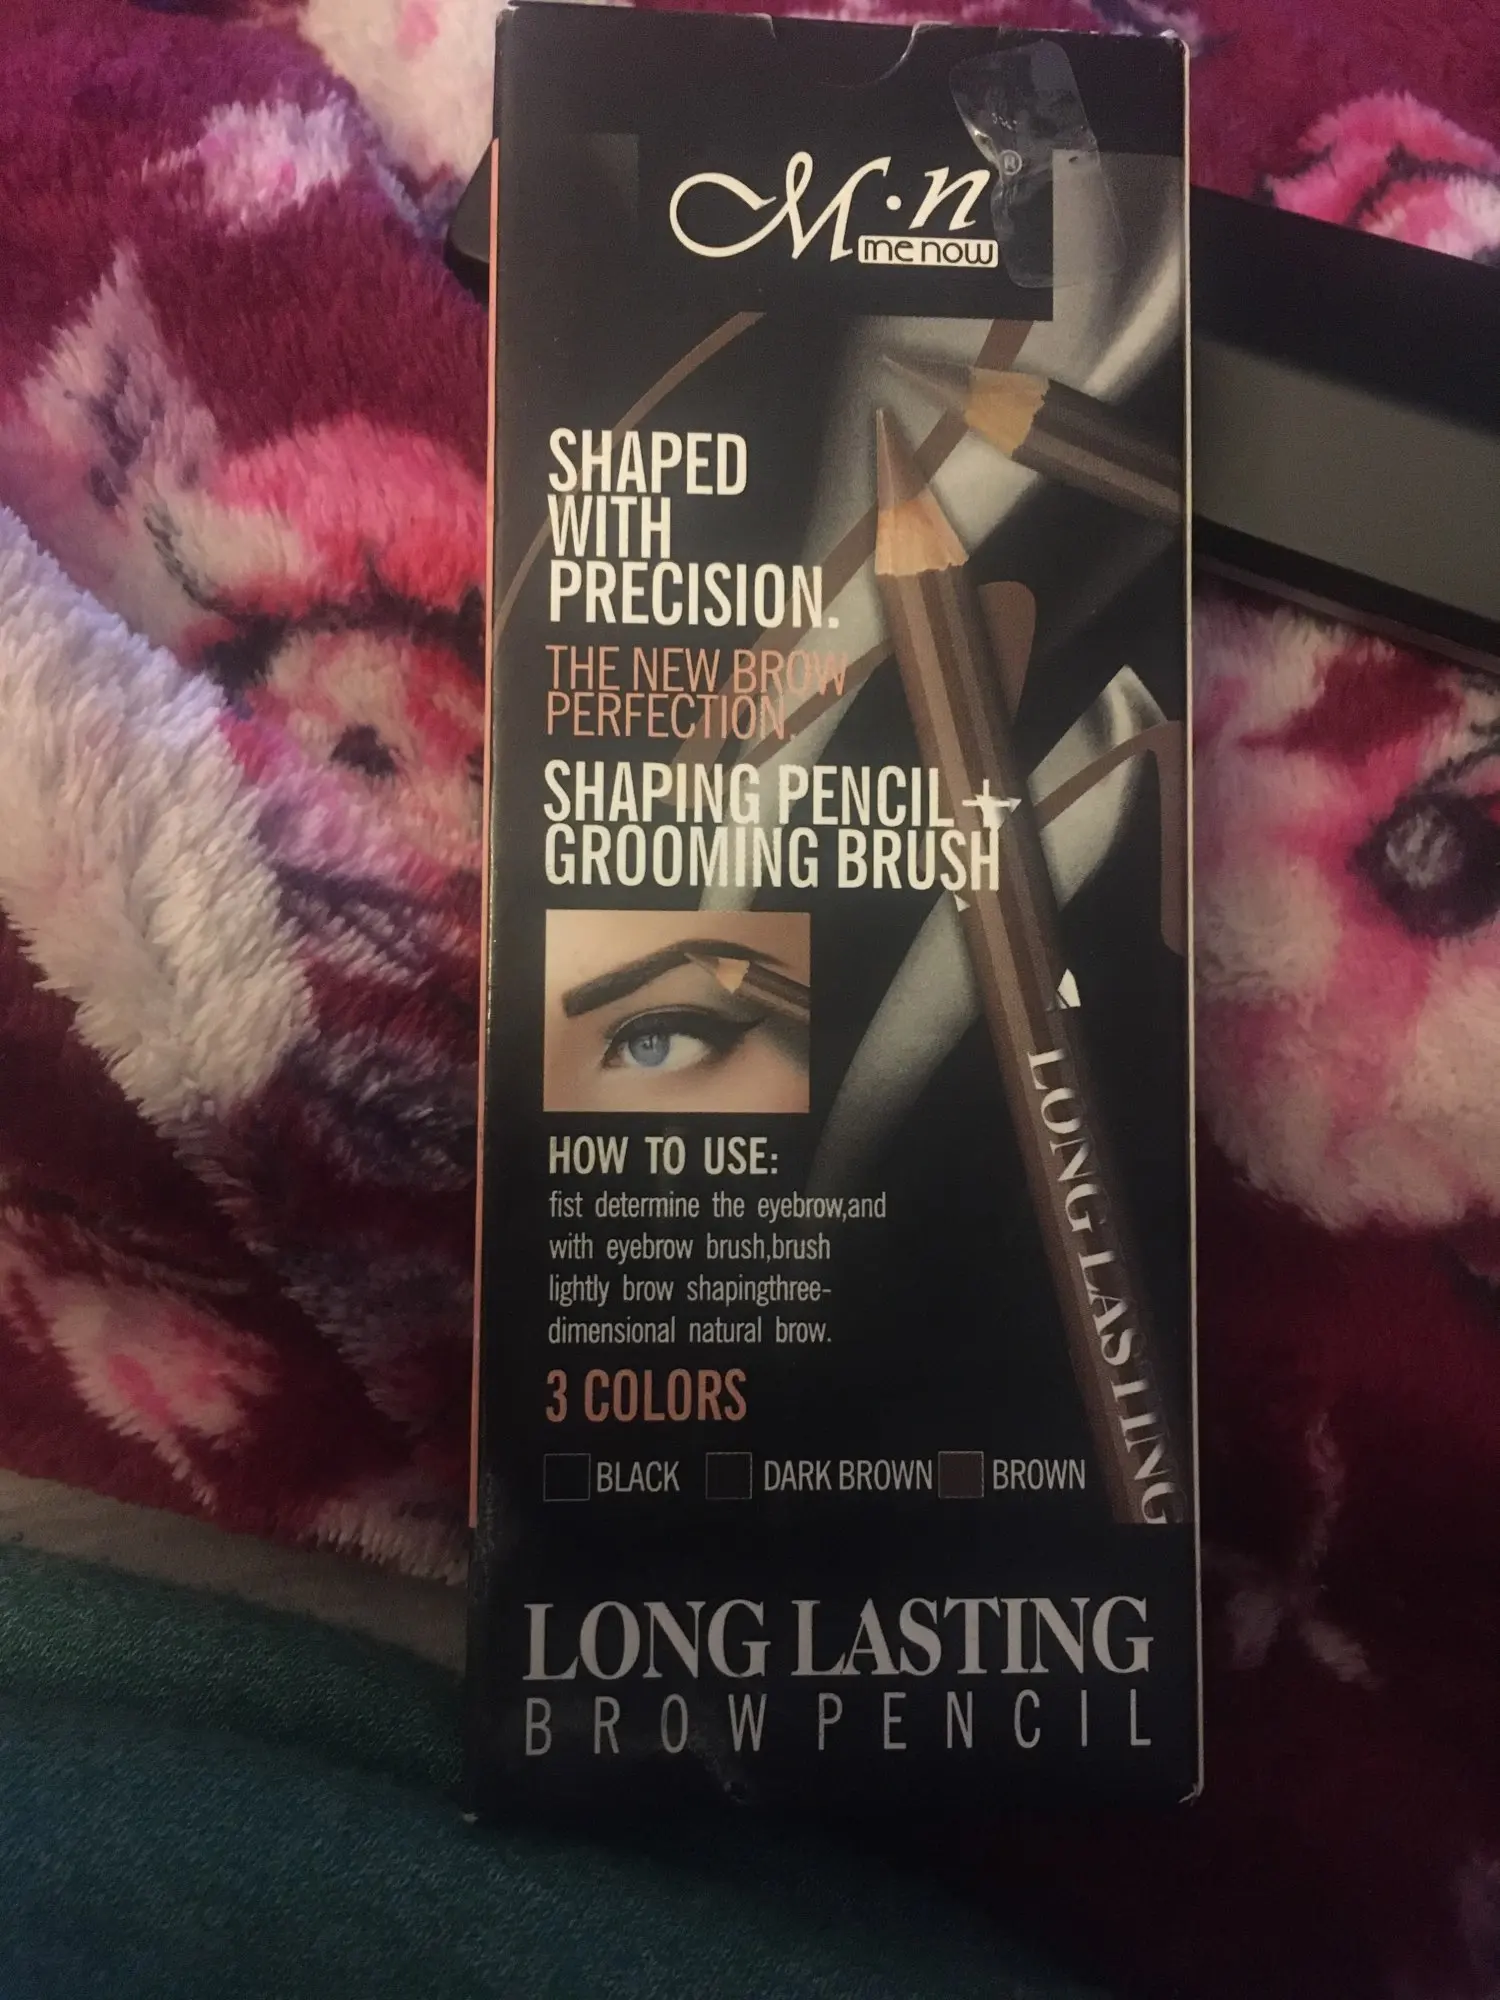 M·n®
me now
SHAPED
WITH
PRECISION.
THE NEW BROW
PERFECTION.
SHAPING PENCIL +
GROOMING BRUSH
HOW TO USE:
fist determine the eyebrow,and
with eyebrow brush,brush
lightly brow shapingthree-
dimensional natural brow.
3 COLORS
BLACK DARK BROWN BROWN
LONG LASTING
LONG LASTING
BROW PENCIL